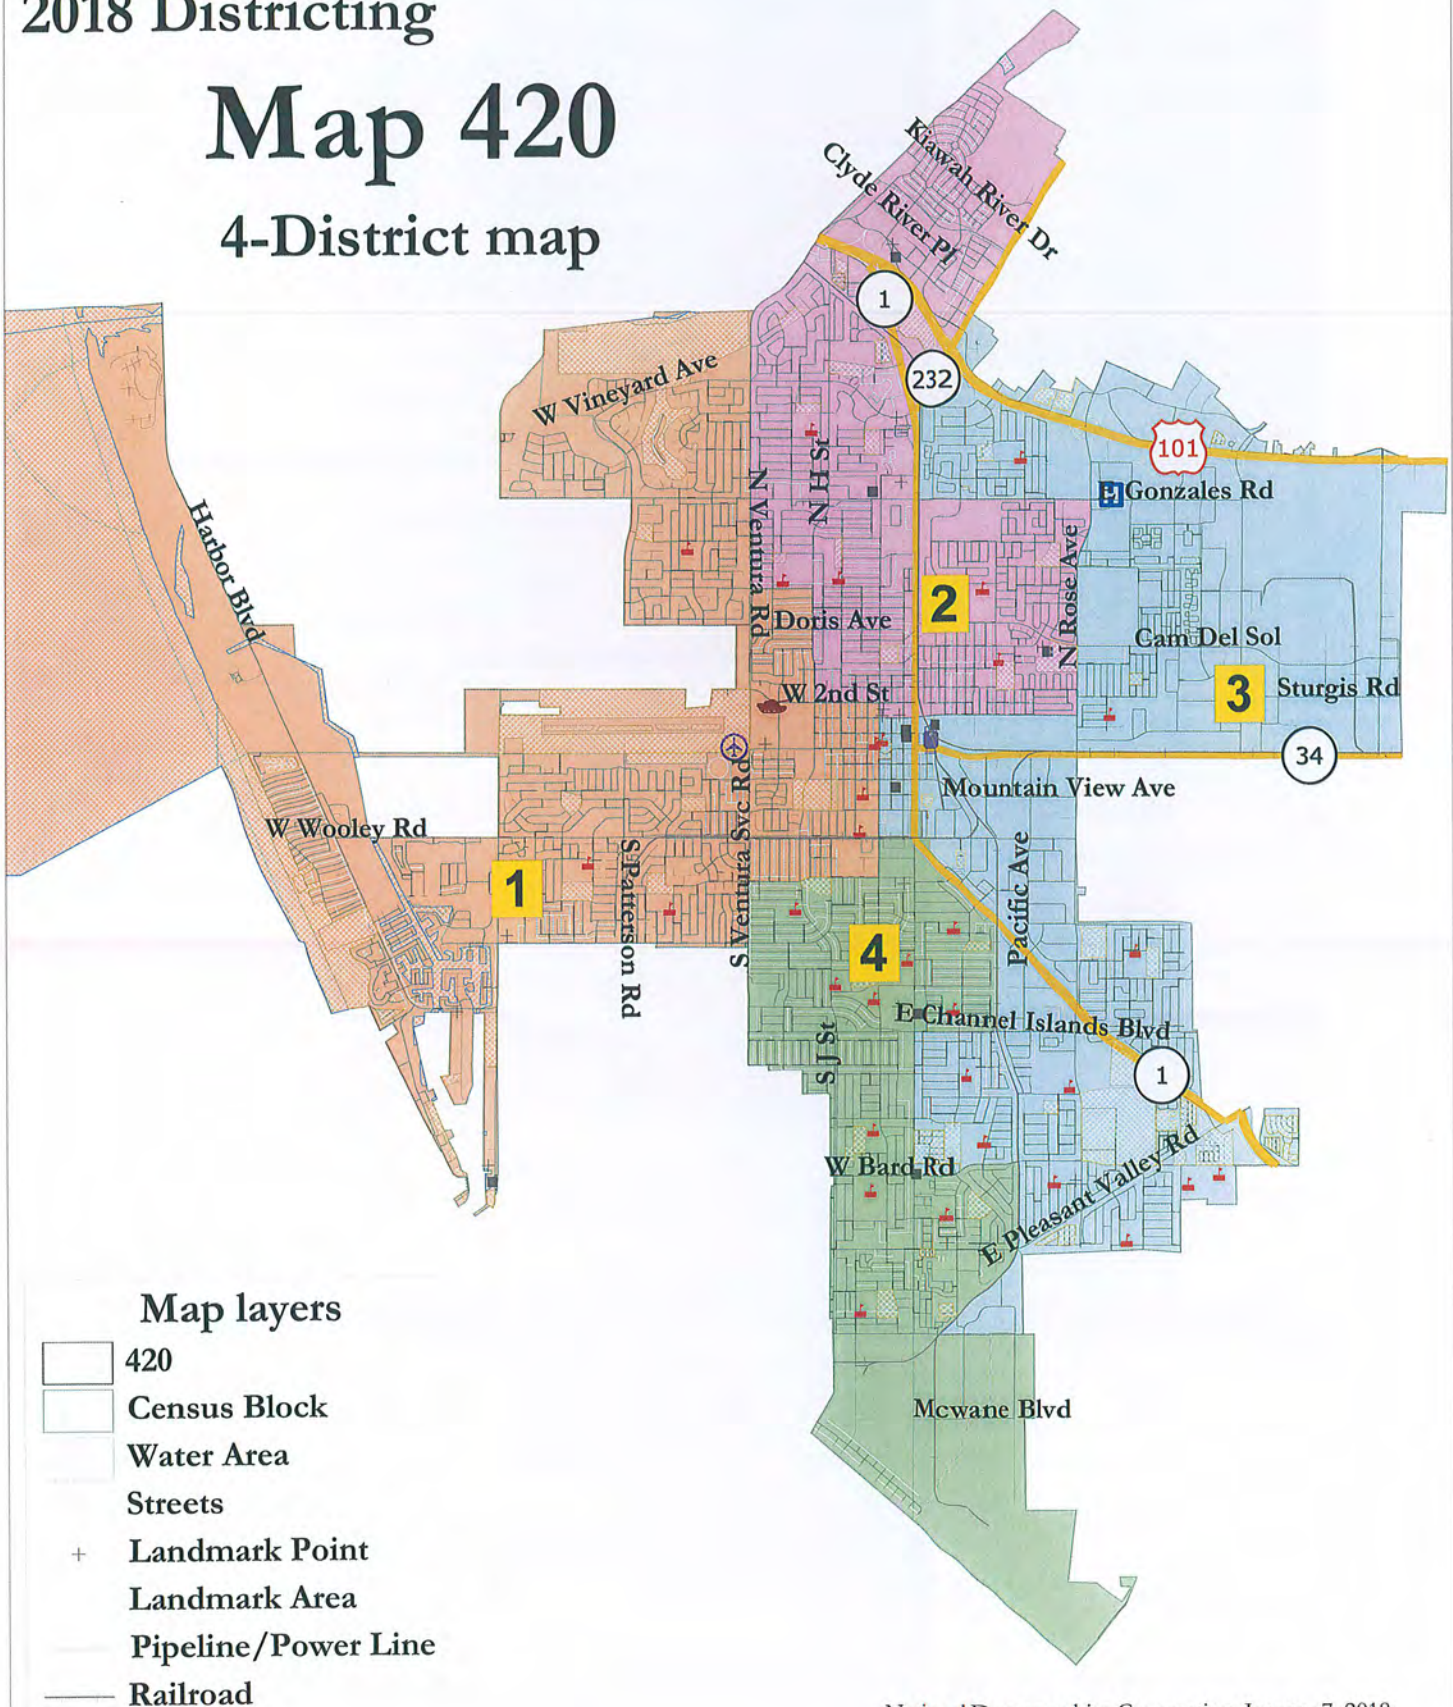 2018 Districting
Map 420
4-District map
Kiawah River Dr
Clyde River Pl
1
232
W Vineyard Ave
101
N H St
Gonzales Rd
N Ventura Rd
Harbor Blvd
N Rose Ave
2
Doris Ave
Cam Del Sol
W 2nd St
3
Sturgis Rd
34
Mountain View Ave
S Ventura Svc Rd
W Wooley Rd
1
S Patterson Rd
Pacific Ave
4
E Channel Islands Blvd
S J St
1
W Bard Rd
E Pleasant Valley Rd
Mcwane Blvd
Map layers
420
Census Block
Water Area
Streets
Landmark Point
Landmark Area
Pipeline/Power Line
Railroad